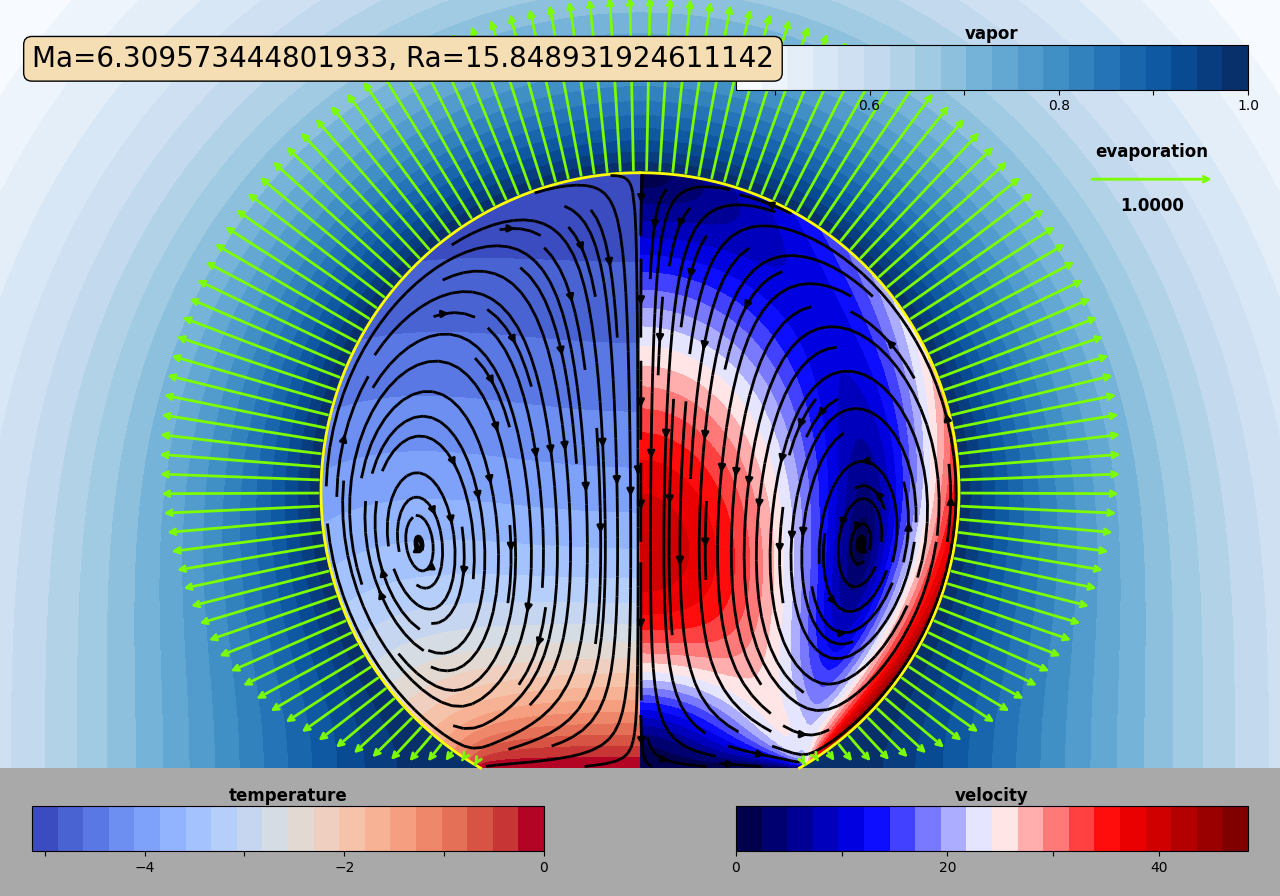 Ma=6.309573444801933, Ra=15.848931924611142
vapor
0.6 0.8 1.0
evaporation
1.0000
temperature
−4 −2 0
velocity
0 20 40